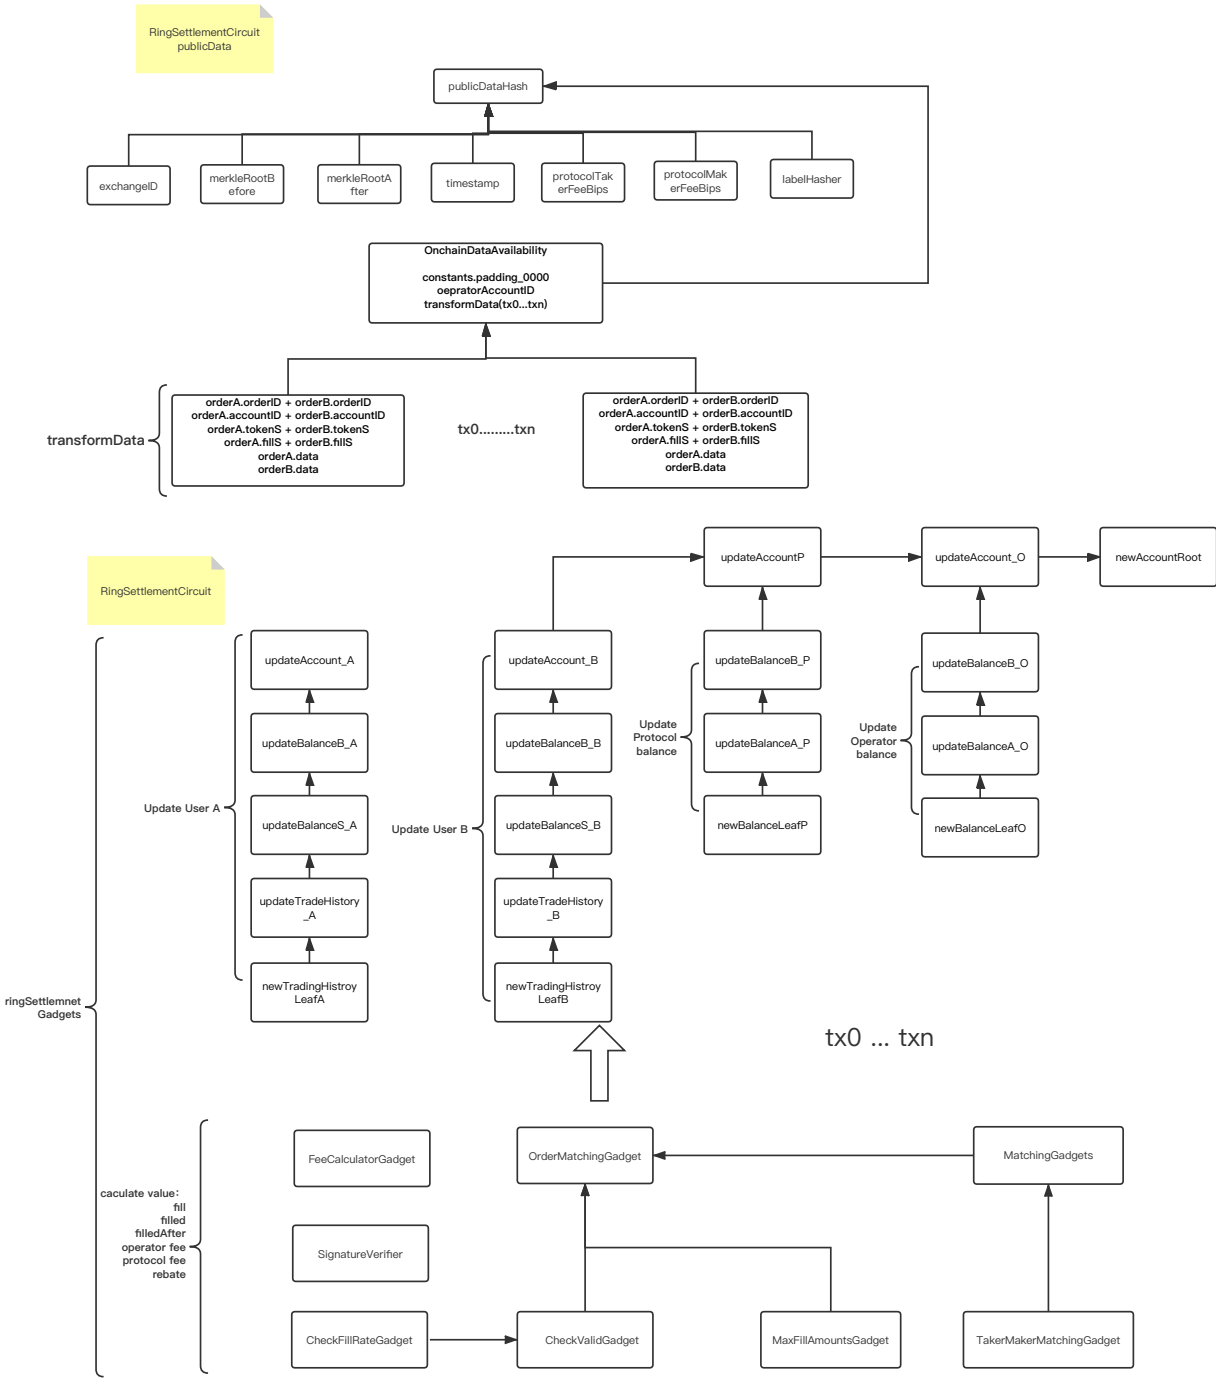 RingSettlementCircuit
publicData
publicDataHash
exchangeID
merkleRootB
efore
merkleRootA
fter
timestamp
protocolTak
erFeeBips
protocolMak
erFeeBips
labelHasher
OnchainDataAvailability
constants.padding_0000
oepratorAccountID
transformData(tx0...txn)
transformData
orderA.orderID + orderB.orderID
orderA.accountID + orderB.accountID
orderA.tokenS + orderB.tokenS
orderA.fillS + orderB.fillS
orderA.data
orderB.data
tx0.........txn
orderA.orderID + orderB.orderID
orderA.accountID + orderB.accountID
orderA.tokenS + orderB.tokenS
orderA.fillS + orderB.fillS
orderA.data
orderB.data
RingSettlementCircuit
updateAccountP
updateAccount_O
newAccountRoot
updateAccount_A
updateAccount_B
updateBalanceB_P
updateBalanceB_O
updateBalanceB_A
updateBalanceB_B
Update
Protocol
balance
updateBalanceA_P
Update
Operator
balance
updateBalanceA_O
Update User A
updateBalanceS_A
Update User B
updateBalanceS_B
newBalanceLeafP
newBalanceLeafO
updateTradeHistory
_A
updateTradeHistory
_B
newTradingHistroy
LeafA
newTradingHistroy
LeafB
ringSettlemnet
Gadgets
tx0 ... txn
caculate value：
fill
filled
filledAfter
operator fee
protocol fee
rebate
FeeCalculatorGadget
OrderMatchingGadget
MatchingGadgets
SignatureVerifier
CheckFillRateGadget
CheckValidGadget
MaxFillAmountsGadget
TakerMakerMatchingGadget